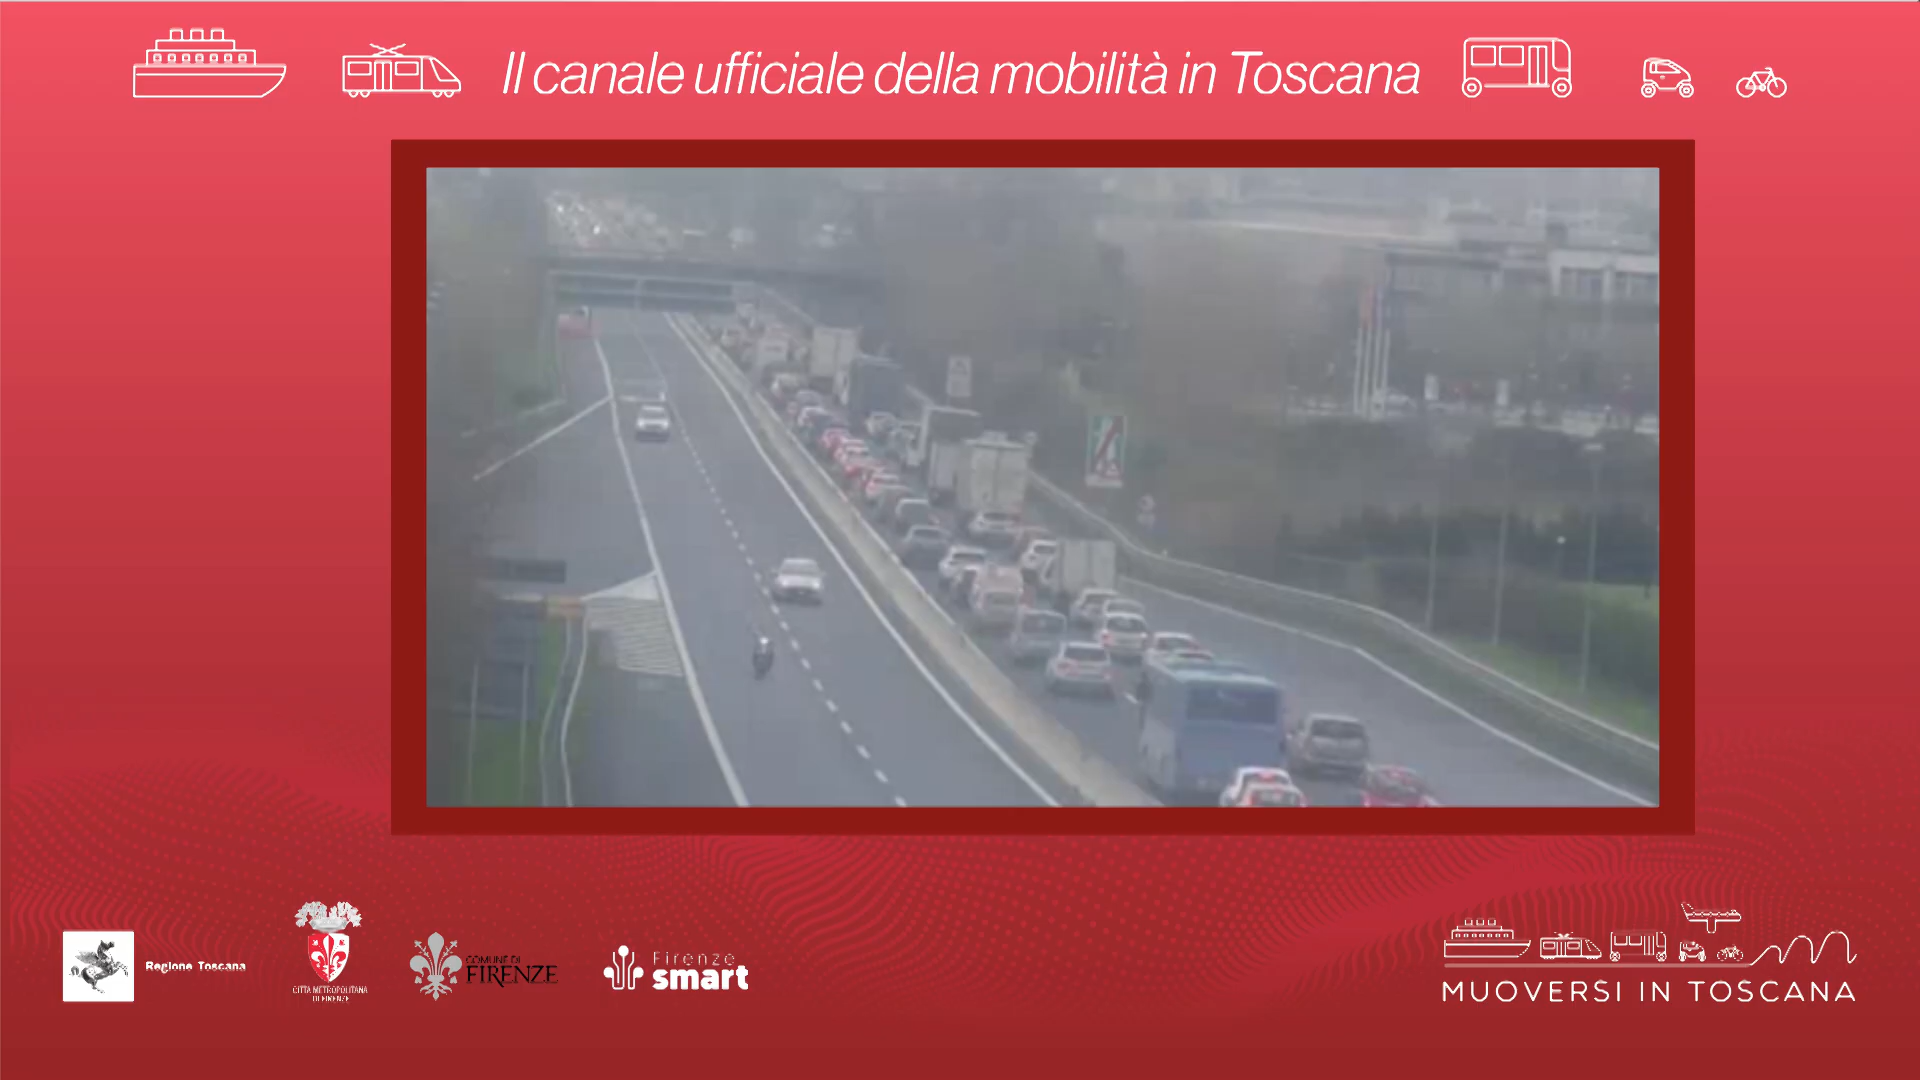 Il canale ufficiale della mobilità in Toscana
Regione Toscana
CITTÀ METROPOLITANA
DI FIRENZE
COMUNE DI
FIRENZE
Firenze
smart
MUOVERSI IN TOSCANA